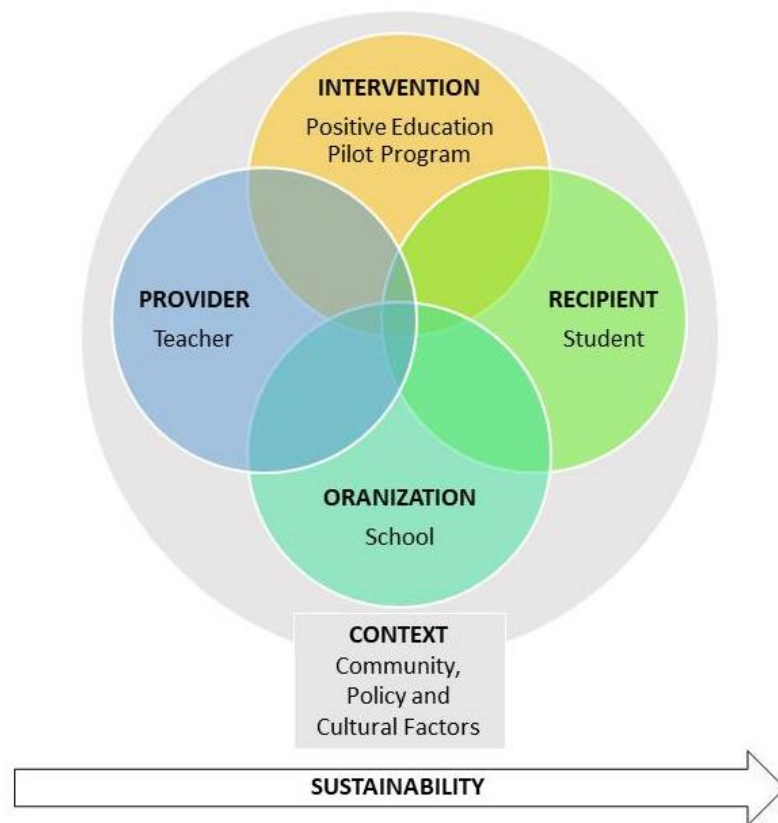 INTERVENTION
Positive Education
Pilot Program
PROVIDER
Teacher
RECIPIENT
Student
ORANIZATION
School
CONTEXT
Community,
Policy and
Cultural Factors
SUSTAINABILITY